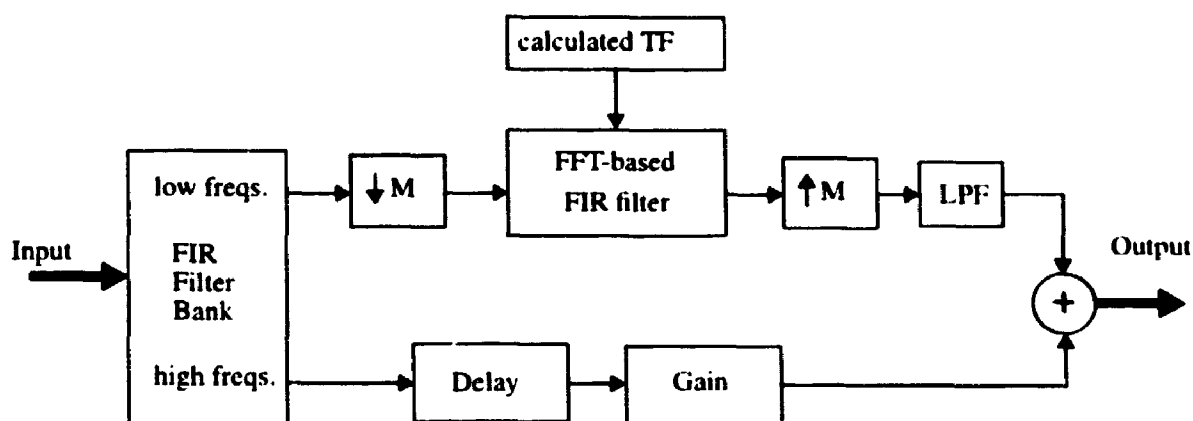 calculated TF
low freqs.
↓ M
FFT-based
FIR filter
↑ M
LPF
Input
FIR
Filter
Bank
+
Output
high freqs.
Delay
Gain